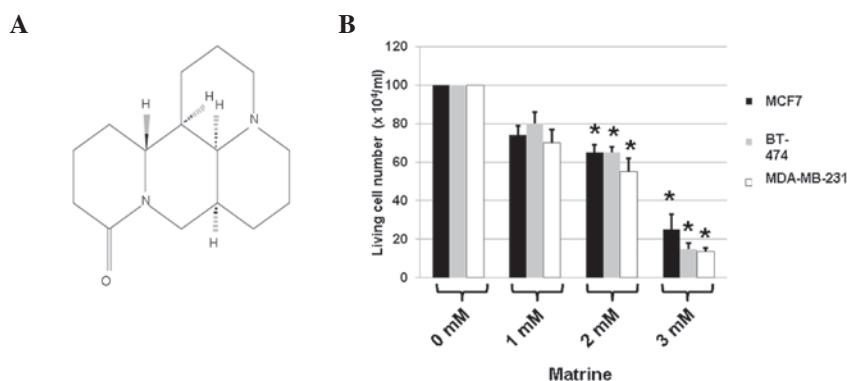 A
H
H
H
N
N
H
O
B
Living cell number (x 10⁴/ml)
120
100
80
60
40
20
0
* * *
* * *
0 mM
1 mM
2 mM
3 mM
Matrine
MCF7
BT-
474
MDA-MB-231